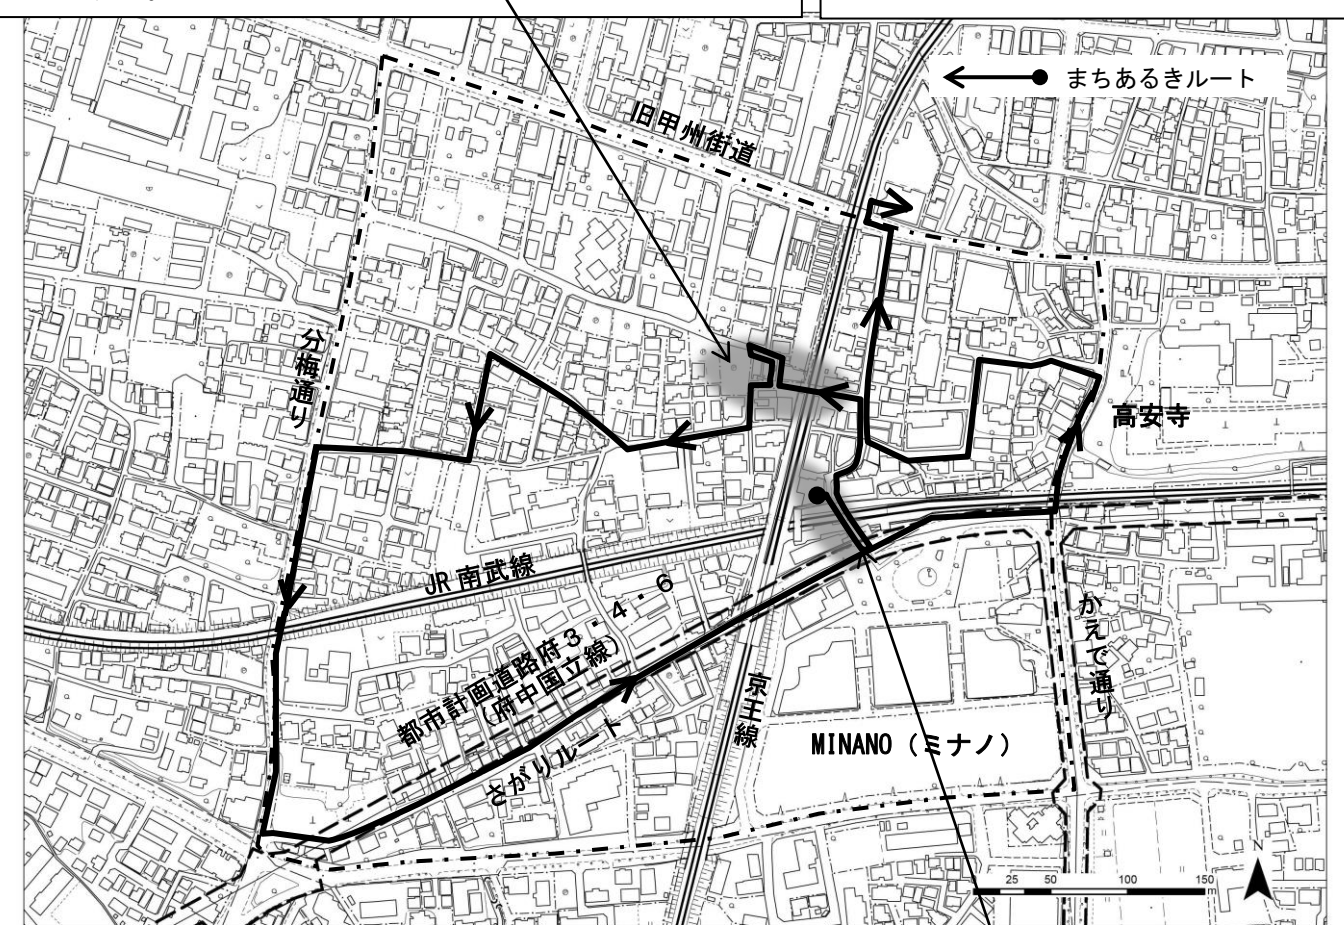 まちあるきルート
旧甲州街道
分梅通り
高安寺
JR 南武線
都市計画道路府３・４・６
（府中国立線）
さがりルート
京王線
かえで通り
MINANO（ミナノ）
N
25 50 100 150
m